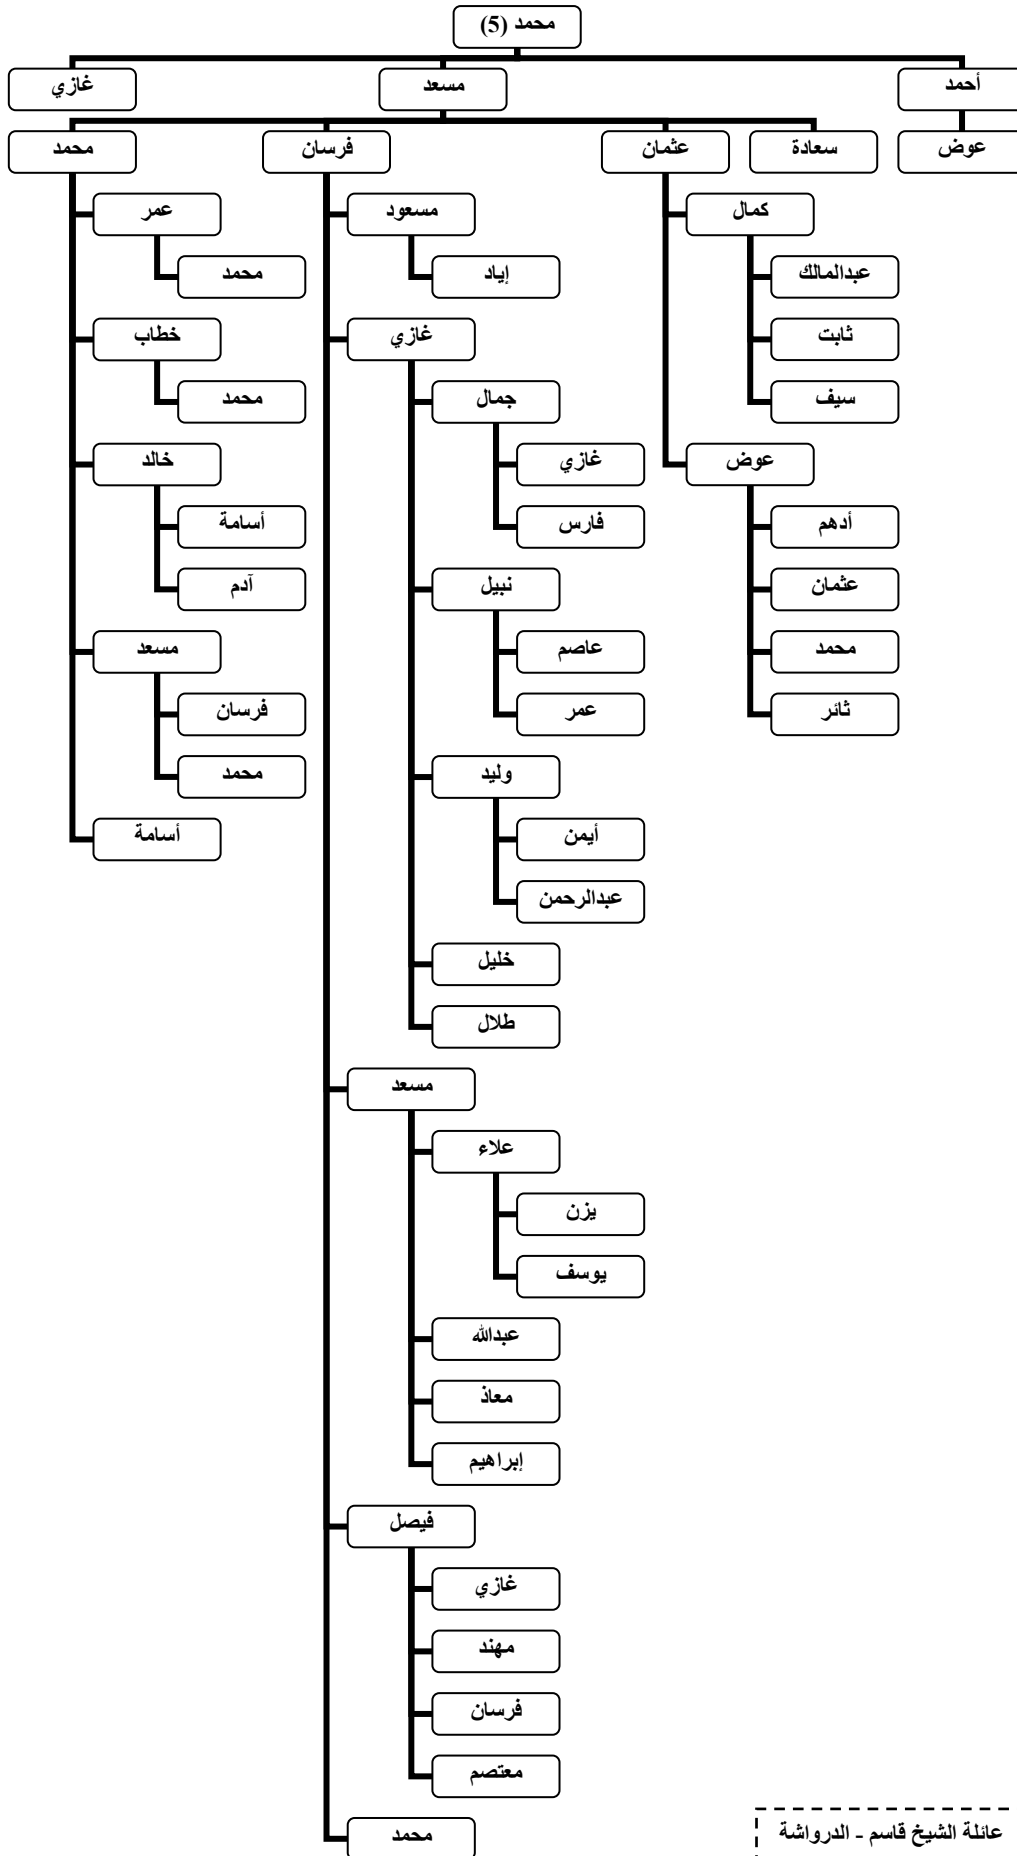 محمد (5)
أحمد
مسعد
غازي
عوض
سعادة
عثمان
فرسان
محمد
كمال
عبدالمالك
ثابت
سيف
عوض
أدهم
عثمان
محمد
ثائر
مسعود
إياد
غازي
جمال
غازي
فارس
نبيل
عاصم
عمر
وليد
أيمن
عبدالرحمن
خليل
طلال
مسعد
علاء
يزن
يوسف
عبدالله
معاذ
إبراهيم
فيصل
غازي
مهند
فرسان
معتصم
محمد
عمر
محمد
خطاب
محمد
خالد
أسامة
آدم
مسعد
فرسان
محمد
أسامة
عائلة الشيخ قاسم - الدرواشة